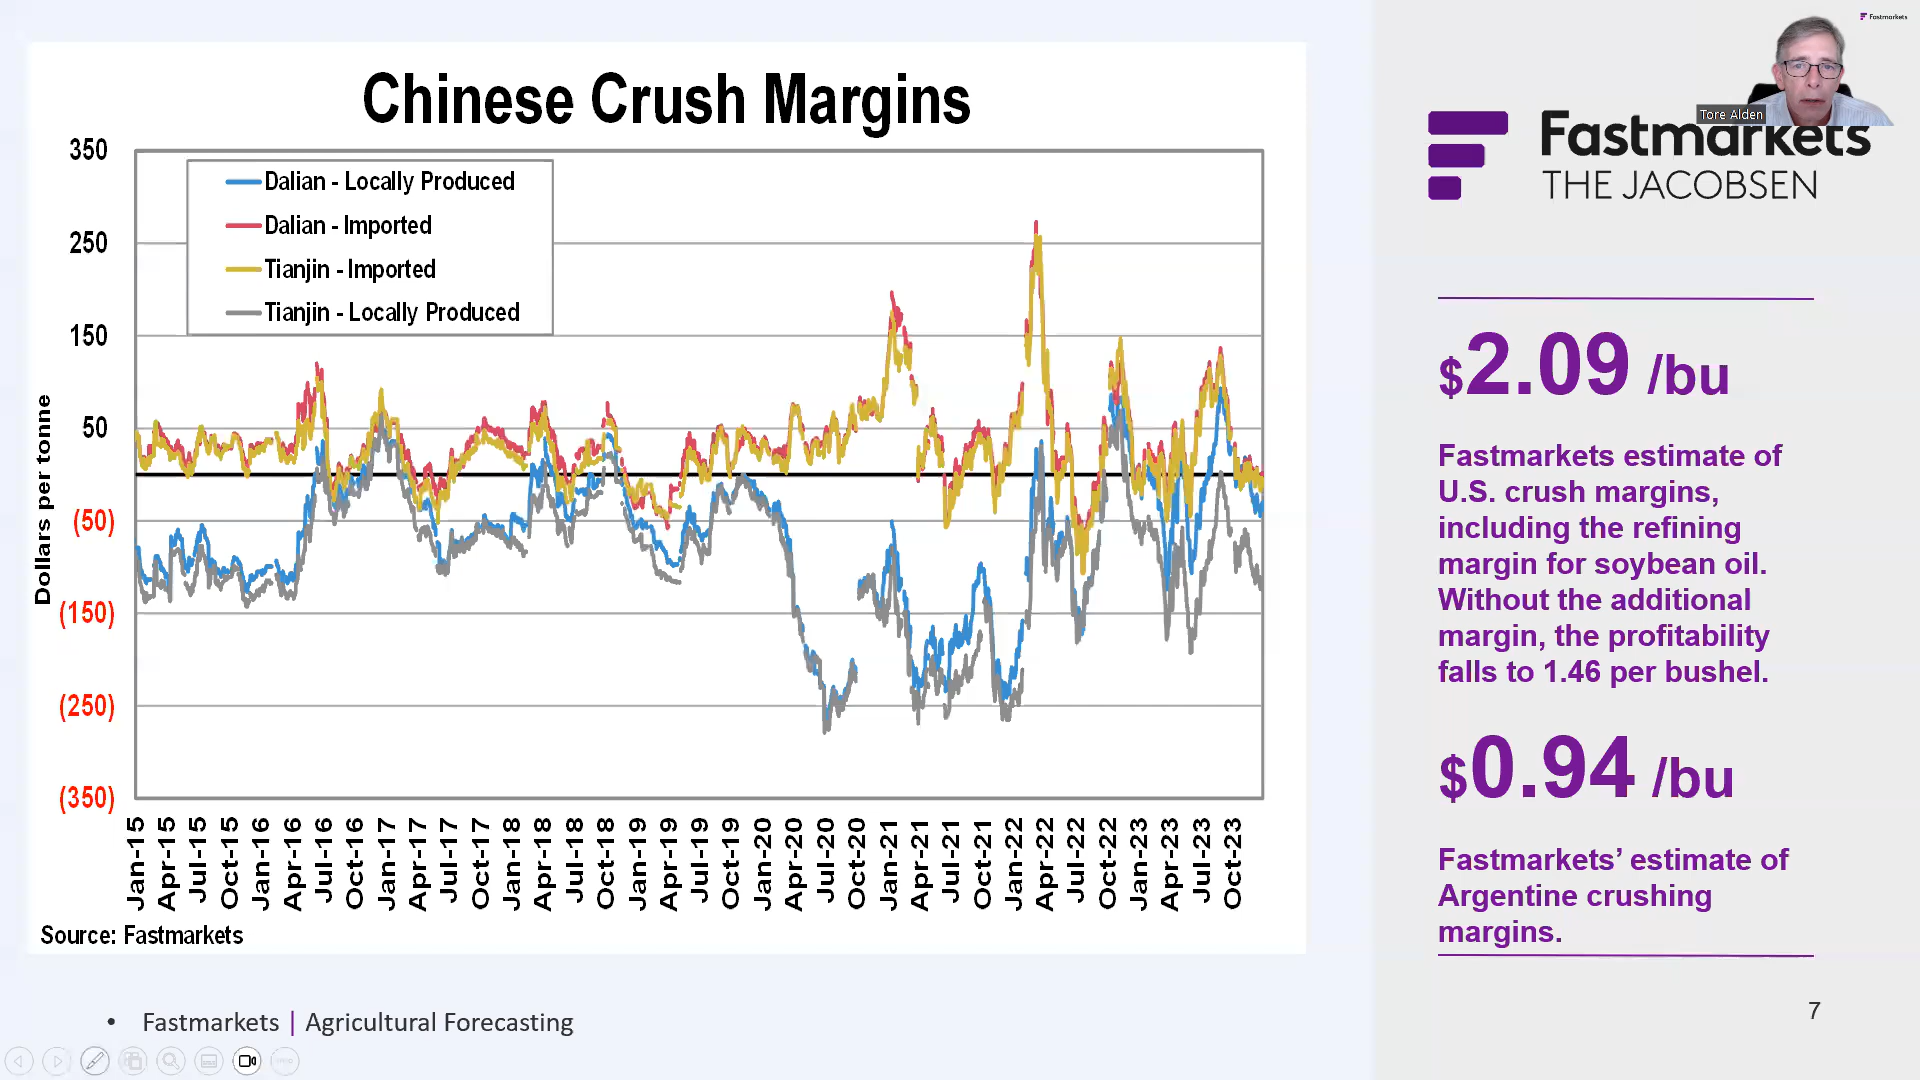 Chinese Crush Margins
350
250
150
50
(50)
(150)
(250)
(350)
Dollars per tonne
Dalian - Locally Produced
Dalian - Imported
Tianjin - Imported
Tianjin - Locally Produced
Jan-15
Apr-15
Jul-15
Oct-15
Jan-16
Apr-16
Jul-16
Oct-16
Jan-17
Apr-17
Jul-17
Oct-17
Jan-18
Apr-18
Jul-18
Oct-18
Jan-19
Apr-19
Jul-19
Oct-19
Jan-20
Apr-20
Jul-20
Oct-20
Jan-21
Apr-21
Jul-21
Oct-21
Jan-22
Apr-22
Jul-22
Oct-22
Jan-23
Apr-23
Jul-23
Oct-23
Source: Fastmarkets
Fastmarkets
Tore Alden
Fastmarkets
THE JACOBSEN
$2.09 /bu
Fastmarkets estimate of
U.S. crush margins,
including the refining
margin for soybean oil.
Without the additional
margin, the profitability
falls to 1.46 per bushel.
$0.94 /bu
Fastmarkets’ estimate of
Argentine crushing
margins.
• Fastmarkets | Agricultural Forecasting
7